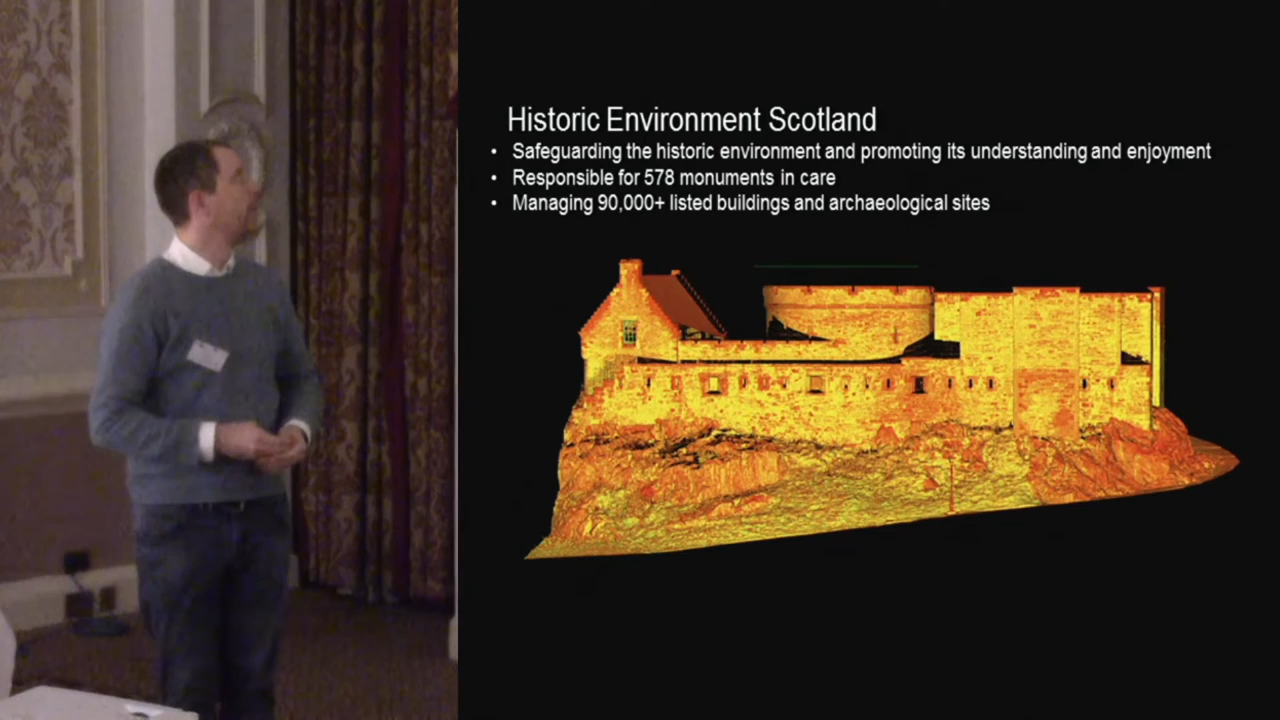 Historic Environment Scotland
• Safeguarding the historic environment and promoting its understanding and enjoyment
• Responsible for 578 monuments in care
• Managing 90,000+ listed buildings and archaeological sites